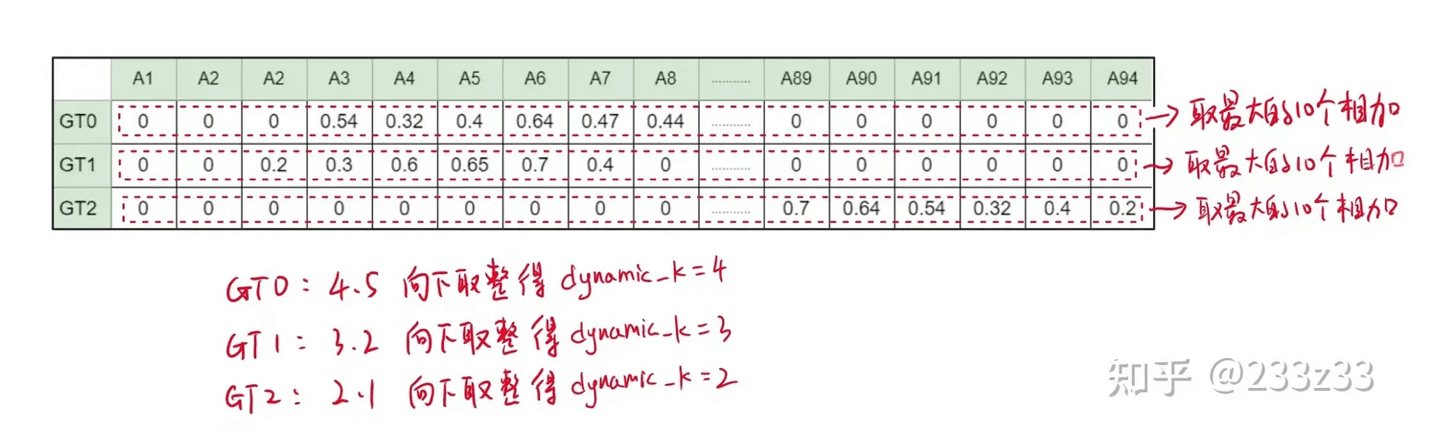 A1 A2 A2 A3 A4 A5 A6 A7 A8 ........... A89 A90 A91 A92 A93 A94
GT0 0 0 0 0.54 0.32 0.4 0.64 0.47 0.44 ........... 0 0 0 0 0 0 → 取最大的10个相加
GT1 0 0 0.2 0.3 0.6 0.65 0.7 0.4 0 ........... 0 0 0 0 0 0 → 取最大的10个相加
GT2 0 0 0 0 0 0 0 0 0 ........... 0.7 0.64 0.54 0.32 0.4 0.2 → 取最大的10个相加
GT0: 4.5 向下取整得 dynamic_k=4
GT1: 3.2 向下取整得 dynamic_k=3
GT2: 2.1 向下取整得 dynamic_k=2
知乎 @233z33